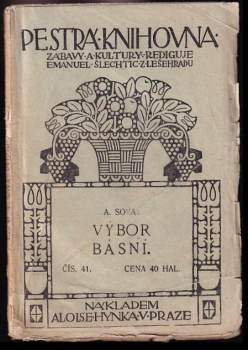 PESTRÁ·KNIHOVNA·
ZÁBAVY·A·KULTURY·REDIGUJE
EMANUEL·ŠLECHTIC·Z·LEŠEHRADU
A. SOVA:
VÝBOR
BÁSNÍ.
ČÍS. 41. CENA 40 HAL.
NÁKLADEM
ALOISE·HYNKA·V·PRAZE